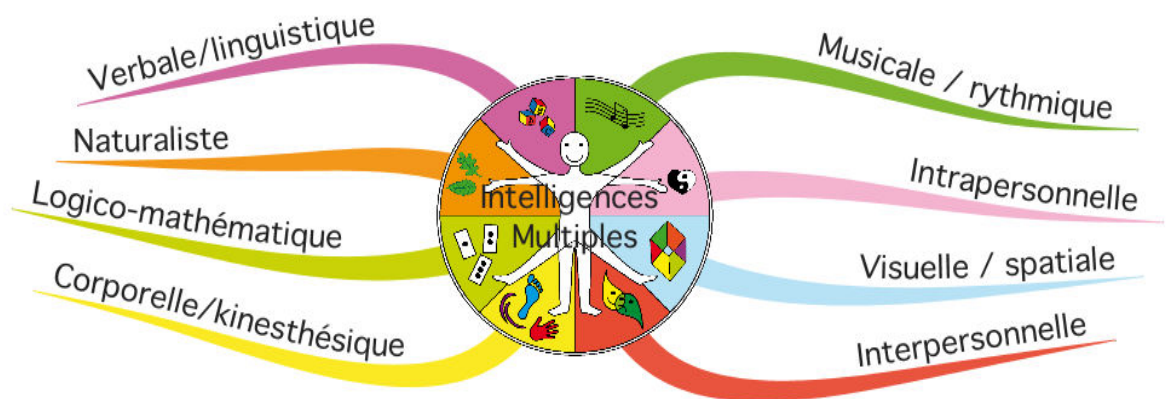 Verbale/linguistique
Naturaliste
Logico-mathématique
Corporelle/kinesthésique
Intelligences
Multiples
Musicale / rythmique
Intrapersonnelle
Visuelle / spatiale
Interpersonnelle